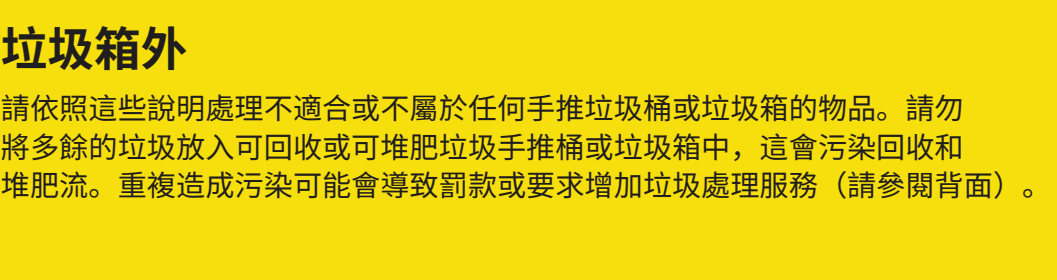 垃圾箱外
請依照這些說明處理不適合或不屬於任何手推垃圾桶或垃圾箱的物品。請勿
將多餘的垃圾放入可回收或可堆肥垃圾手推桶或垃圾箱中，這會污染回收和
堆肥流。重複造成污染可能會導致罰款或要求增加垃圾處理服務（請參閱背面）。